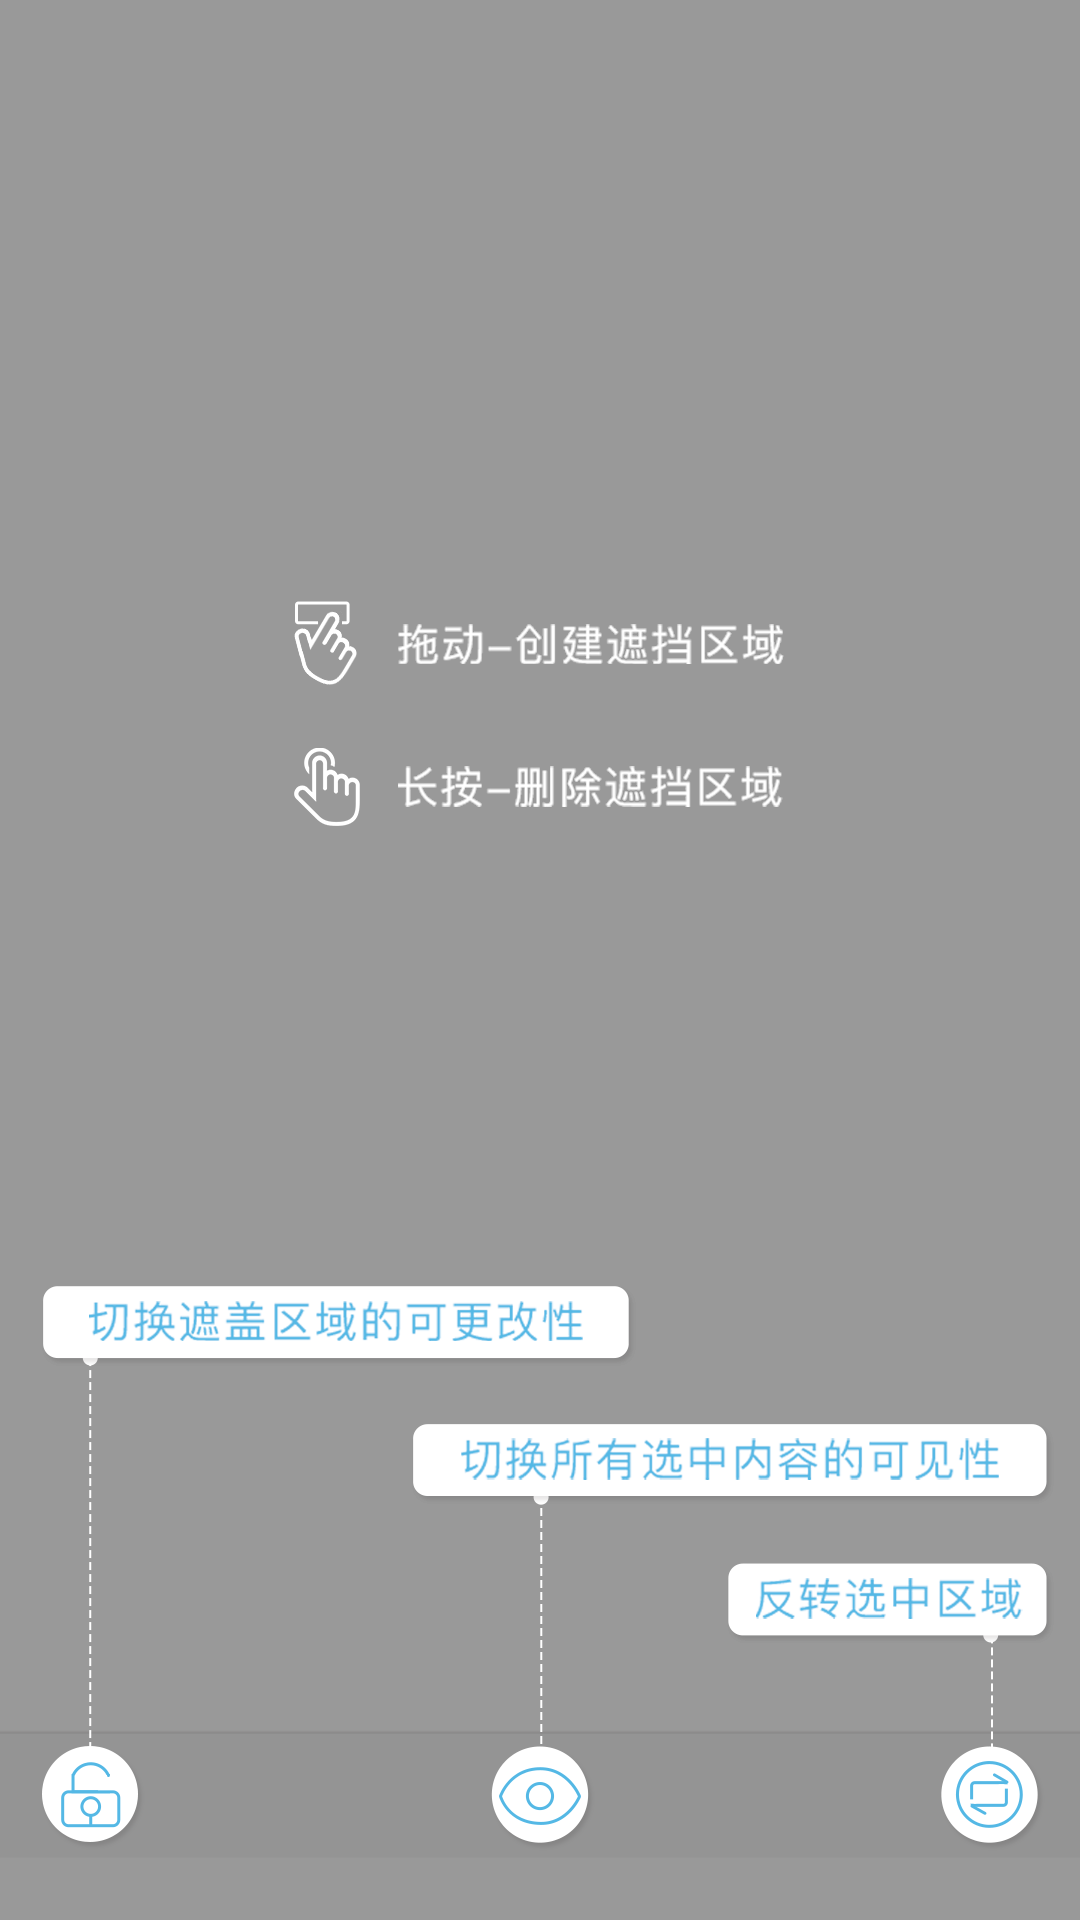 拖动–创建遮挡区域
长按–删除遮挡区域
切换遮盖区域的可更改性
切换所有选中内容的可见性
反转选中区域